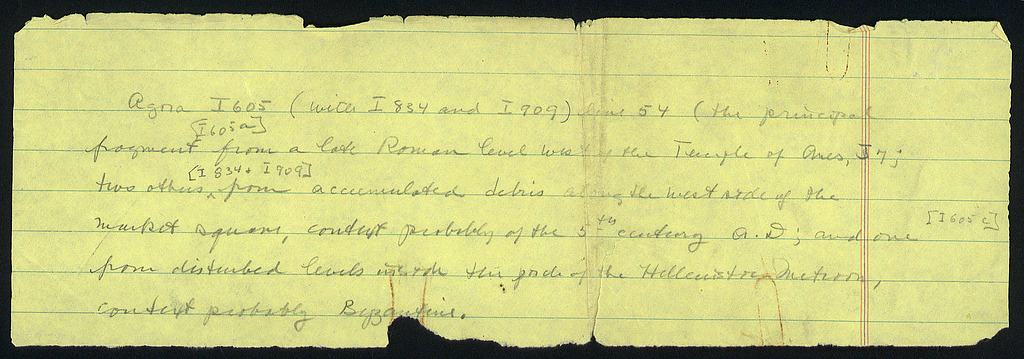 Agora I 605 (with I 834 and I 909) line 54 (the principal
[I 605a]
fragment from a late Roman level west of the Temple of Ares, J 7;
[I 834 + I 909]
two others, from accumulated debris along the west side of the
[I 605 c]
market square, context probably of the 5th century A.D.; and one
from disturbed levels the of the Hellenistic Metroon,
context probably Byzantine.